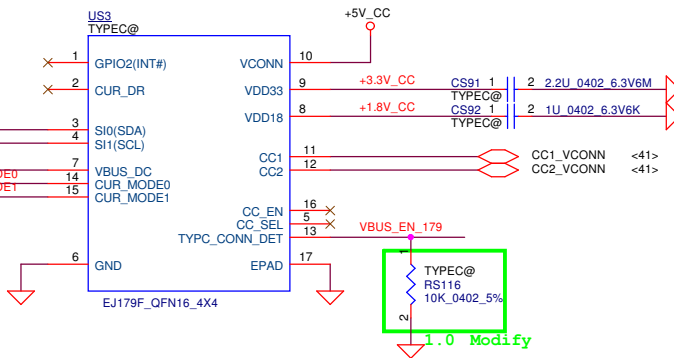 US3
TYPEC@
+5V_CC
1 GPIO2(INT#)
VCONN 10
2 CUR_DR
VDD33 9 +3.3V_CC CS91 1 2 2.2U_0402_6.3V6M
TYPEC@
VDD18 8 +1.8V_CC CS92 1 2 1U_0402_6.3V6K
TYPEC@
3 SI0(SDA)
4 SI1(SCL)
CC1 11 CC1_VCONN <41>
CC2 12 CC2_VCONN <41>
7 VBUS_DC
DE0 14 CUR_MODE0
DE1 15 CUR_MODE1
CC_EN 16
CC_SEL 5
TYPC_CONN_DET 13 VBUS_EN_179
6 GND
EPAD 17
EJ179F_QFN16_4X4
1
TYPEC@
RS116
10K_0402_5%
2
1.0 Modify